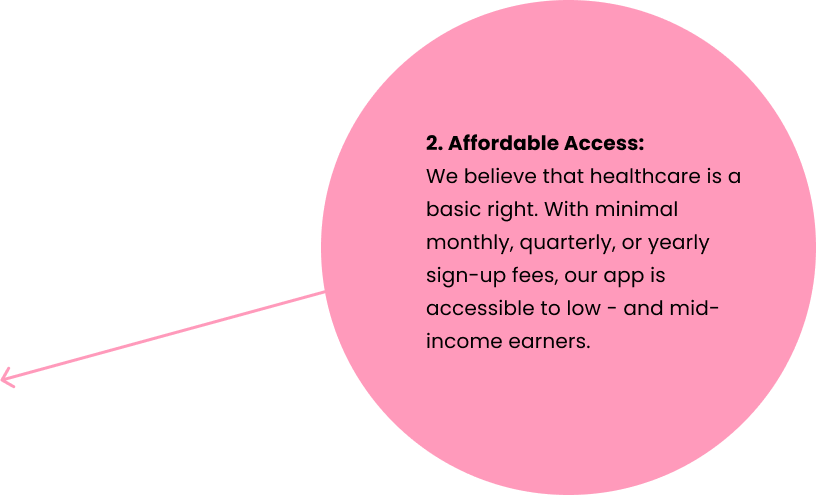 2. Affordable Access:
We believe that healthcare is a
basic right. With minimal
monthly, quarterly, or yearly
sign-up fees, our app is
accessible to low - and mid-
income earners.